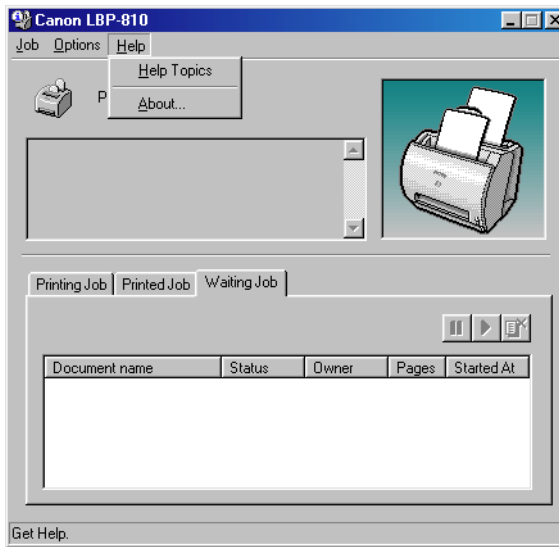 Canon LBP-810
Job Options Help
Help Topics
P
About...
Printing Job Printed Job Waiting Job
Document name Status Owner Pages Started At
Get Help.